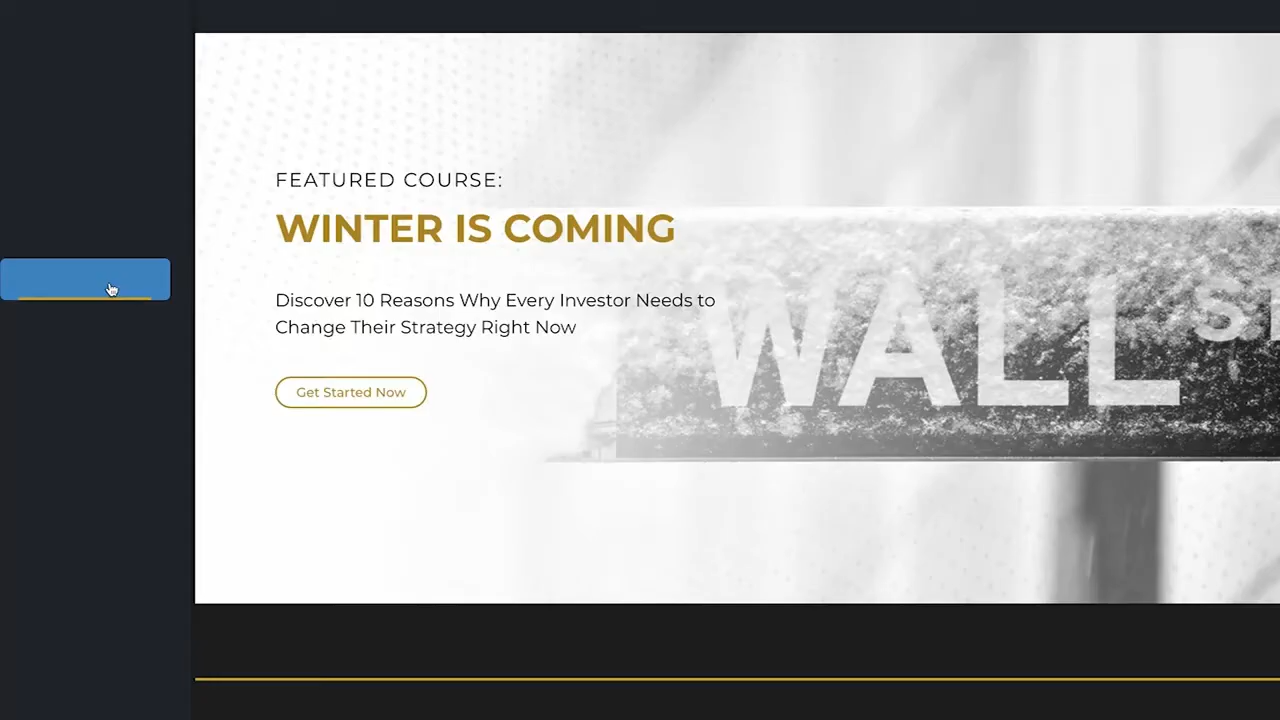 FEATURED COURSE:
WINTER IS COMING
Discover 10 Reasons Why Every Investor Needs to
Change Their Strategy Right Now
Get Started Now
WALL